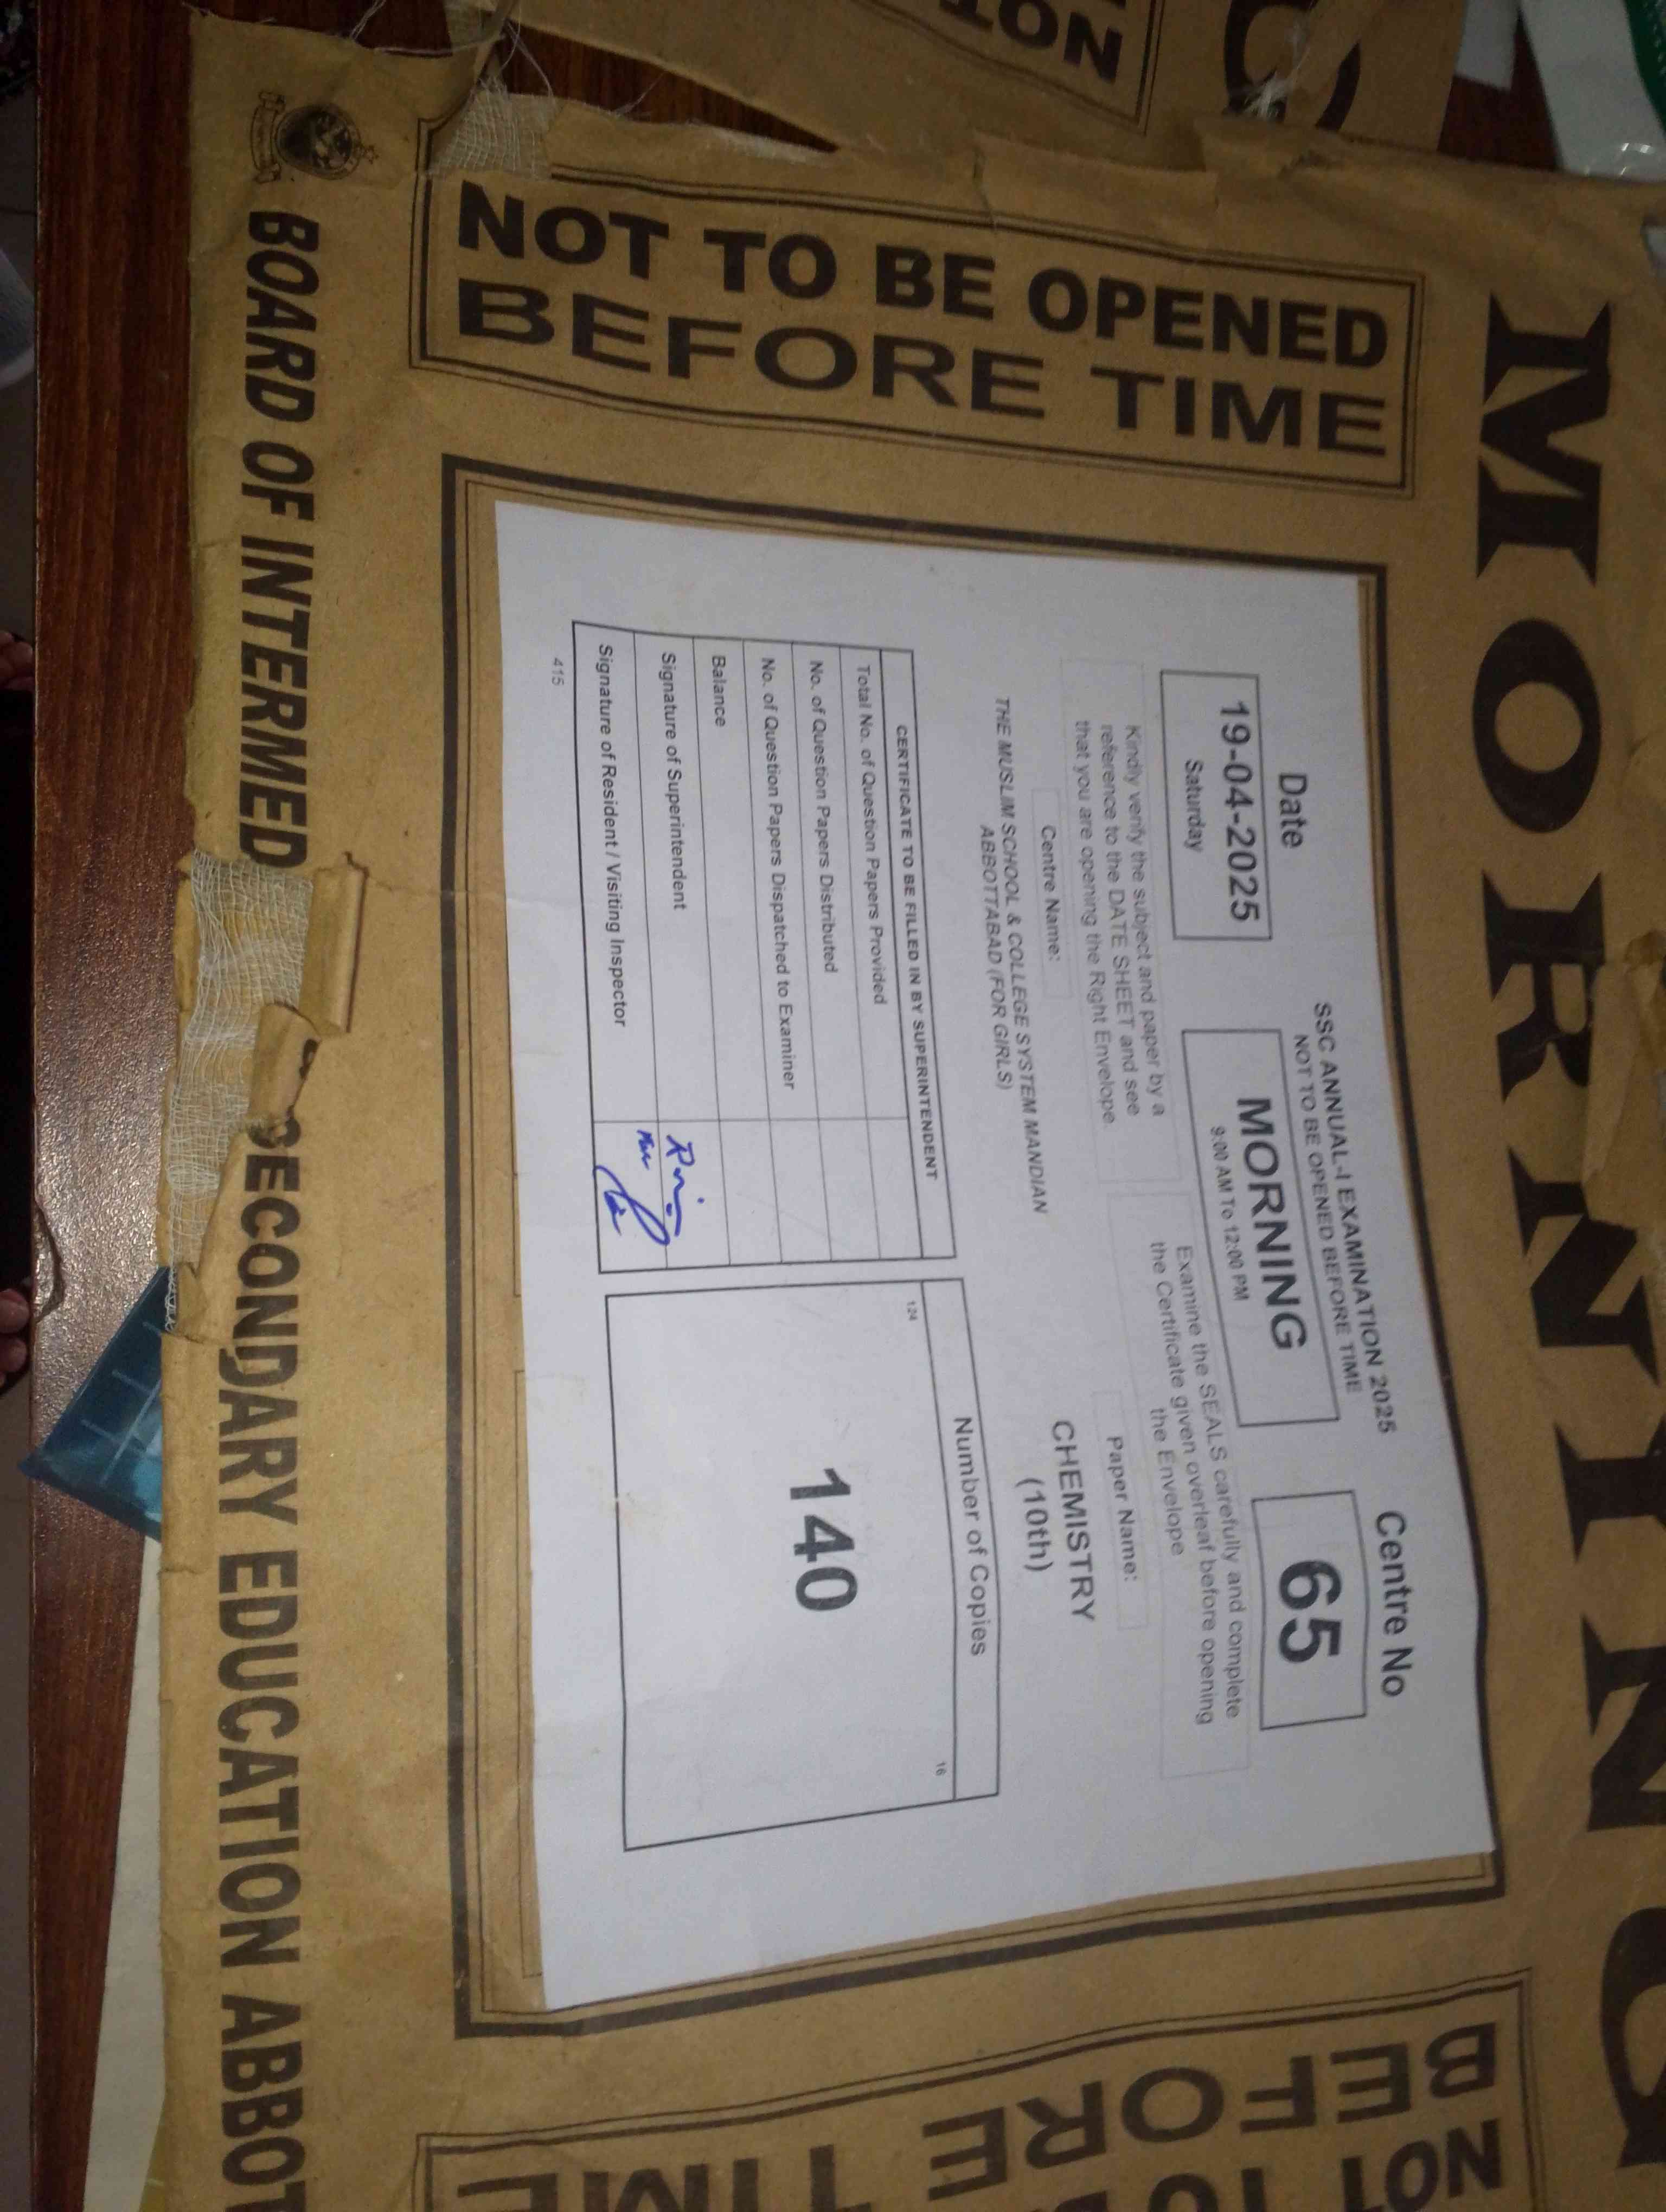 MORNING
NOT TO BE OPENED
BEFORE TIME
SSC ANNUAL-I EXAMINATION 2025
NOT TO BE OPENED BEFORE TIME
Date
19-04-2025
Saturday
MORNING
9:00 AM To 12:00 PM
Centre No
65
Kindly verify the subject and paper by a
reference to the DATE SHEET and see
that you are opening the Right Envelope
Examine the SEALS carefully and complete
the Certificate given overleaf before opening
the Envelope
Centre Name:
THE MUSLIM SCHOOL & COLLEGE SYSTEM MANDIAN
ABBOTTABAD (FOR GIRLS)
Paper Name:
CHEMISTRY
(10th)
CERTIFICATE TO BE FILLED IN BY SUPERINTENDENT
Total No. of Question Papers Provided
No. of Question Papers Distributed
No. of Question Papers Dispatched to Examiner
Balance
Signature of Superintendent
Signature of Resident / Visiting Inspector
415
Number of Copies
124
16
140
BOARD OF INTERMED SECONDARY EDUCATION ABBOT
NOT TO
BEFORE TIME
NOT